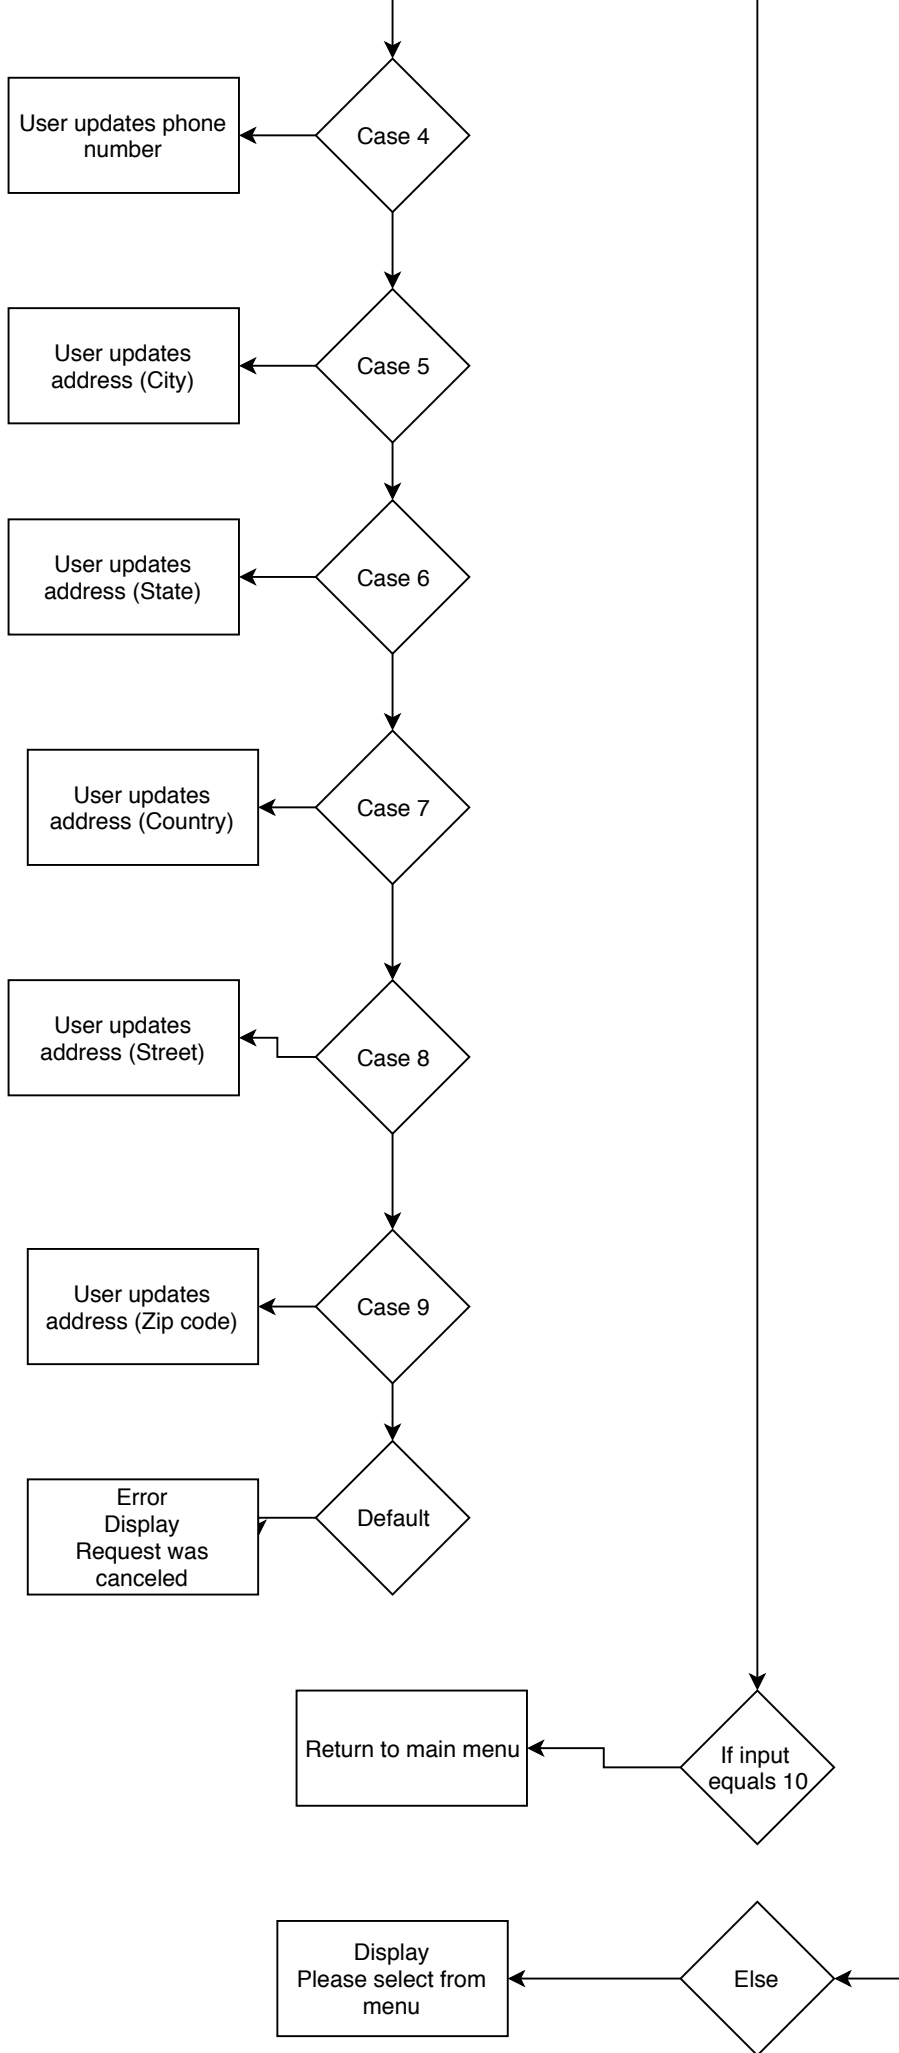 User updates phone
number
Case 4
User updates
address (City)
Case 5
User updates
address (State)
Case 6
User updates
address (Country)
Case 7
User updates
address (Street)
Case 8
User updates
address (Zip code)
Case 9
Error
Display
Request was
canceled
Default
Return to main menu
If input
equals 10
Display
Please select from
menu
Else